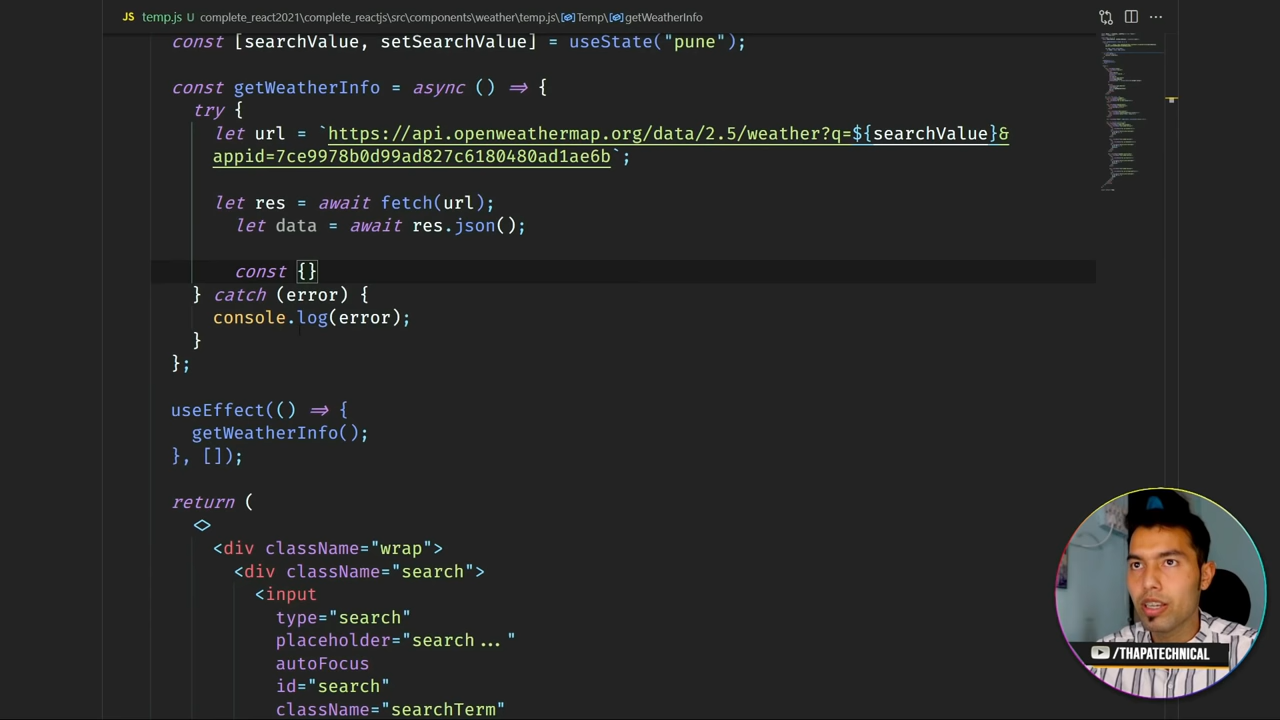 JS temp.js complete_react2021\complete_reactjs\src\components\weather\temp.js\Temp\getWeatherInfo
const [searchValue, setSearchValue] = useState("pune");
const getWeatherInfo = async () => {
try {
let url = `https://api.openweathermap.org/data/2.5/weather?q=${searchValue}&
appid=7ce9978b0d99ad827c6180480ad1ae6b`;
let res = await fetch(url);
let data = await res.json();
const {}
} catch (error) {
console.log(error);
}
};
useEffect(() => {
getWeatherInfo();
}, []);
return (
<>
<div className="wrap">
<div className="search">
<input
type="search"
placeholder="search..."
autoFocus
id="search"
className="searchTerm"
/THAPATECHNICAL